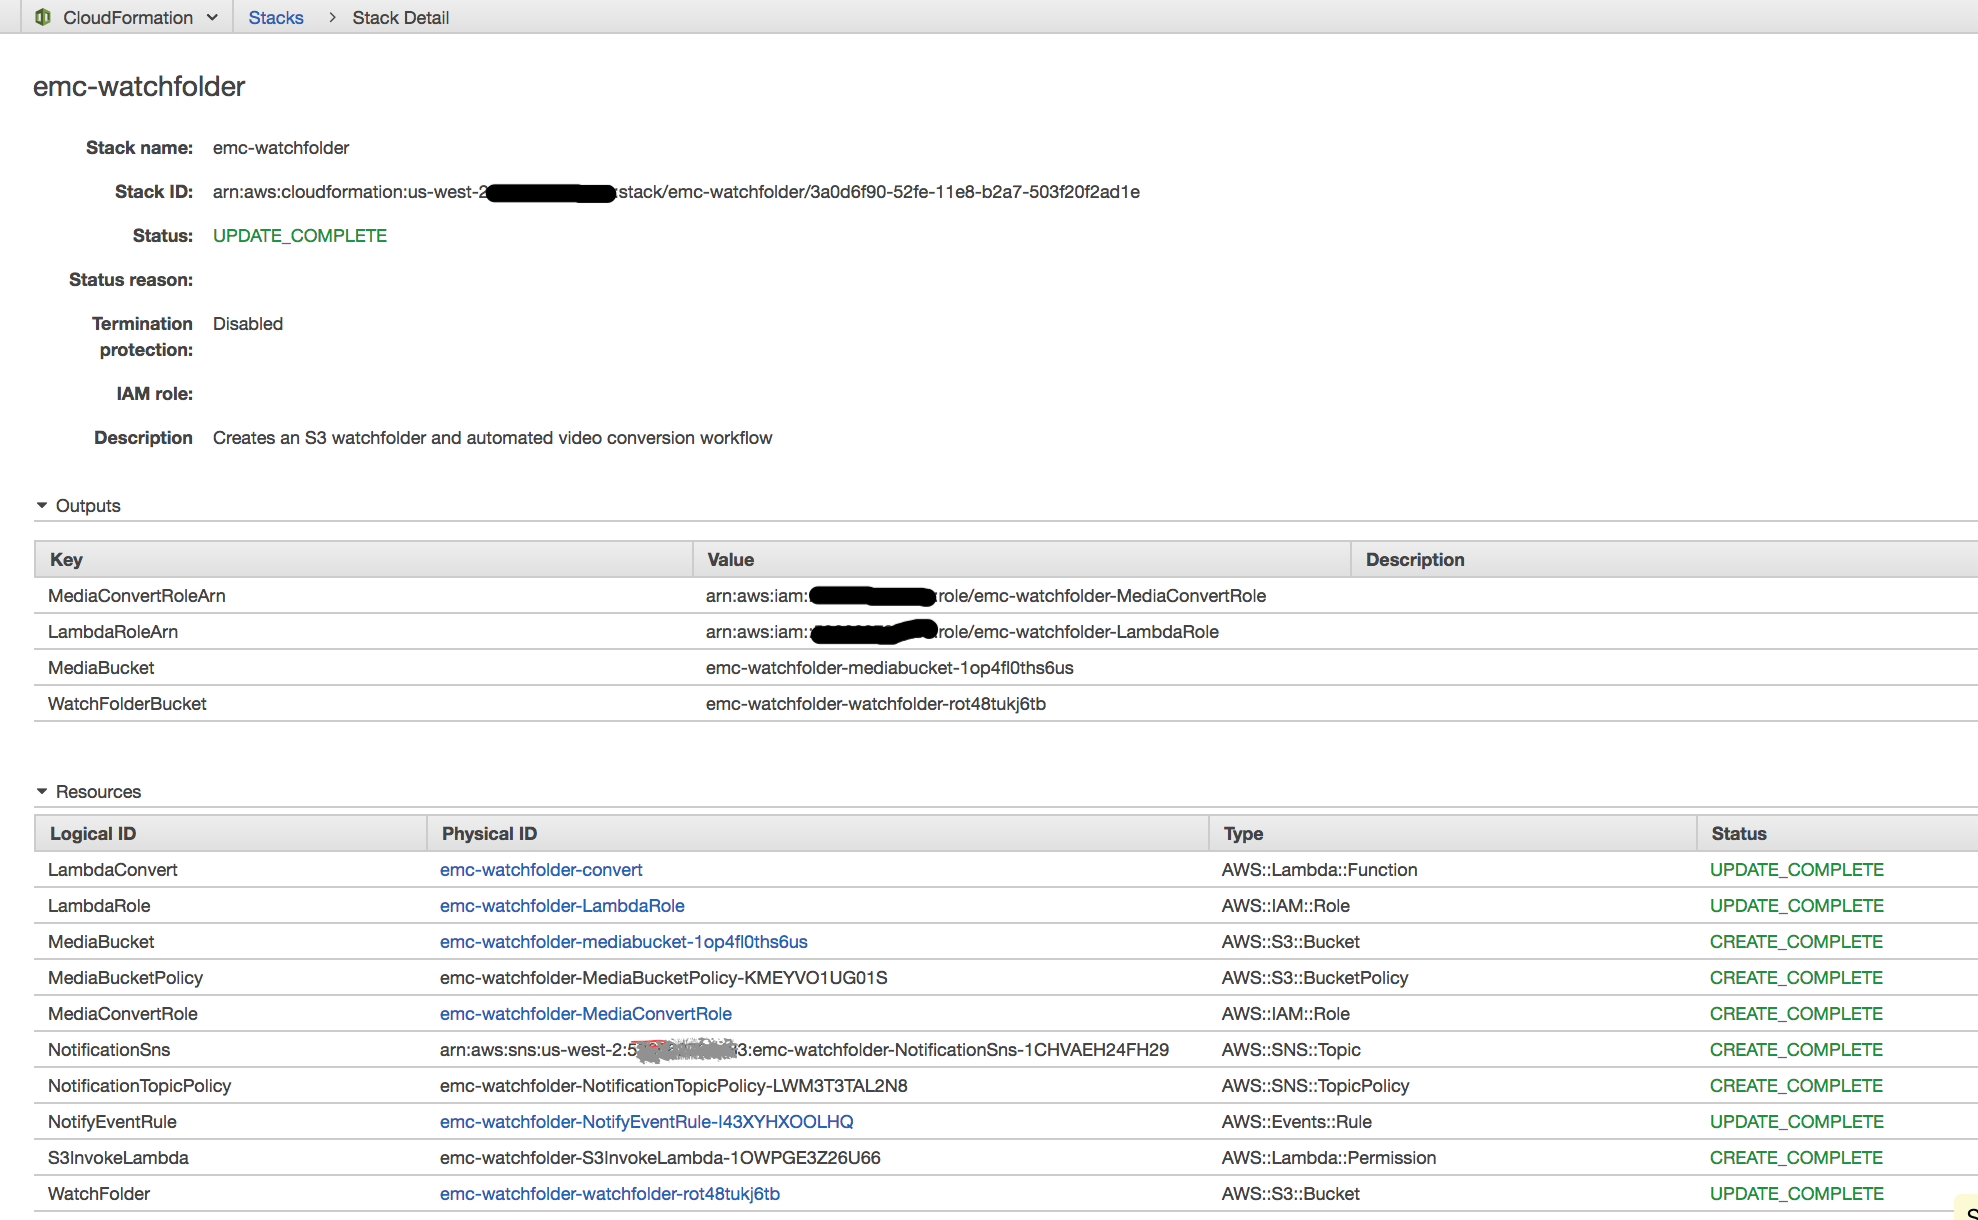 CloudFormation Stacks > Stack Detail
emc-watchfolder
Stack name: emc-watchfolder
Stack ID: arn:aws:cloudformation:us-west-2 :stack/emc-watchfolder/3a0d6f90-52fe-11e8-b2a7-503f20f2ad1e
Status: UPDATE_COMPLETE
Status reason:
Termination Disabled
protection:
IAM role:
Description Creates an S3 watchfolder and automated video conversion workflow
Outputs
Key Value Description
MediaConvertRoleArn arn:aws:iam: :role/emc-watchfolder-MediaConvertRole
LambdaRoleArn arn:aws:iam: :role/emc-watchfolder-LambdaRole
MediaBucket emc-watchfolder-mediabucket-1op4fl0ths6us
WatchFolderBucket emc-watchfolder-watchfolder-rot48tukj6tb
Resources
Logical ID Physical ID Type Status
LambdaConvert emc-watchfolder-convert AWS::Lambda::Function UPDATE_COMPLETE
LambdaRole emc-watchfolder-LambdaRole AWS::IAM::Role UPDATE_COMPLETE
MediaBucket emc-watchfolder-mediabucket-1op4fl0ths6us AWS::S3::Bucket CREATE_COMPLETE
MediaBucketPolicy emc-watchfolder-MediaBucketPolicy-KMEYVO1UG01S AWS::S3::BucketPolicy CREATE_COMPLETE
MediaConvertRole emc-watchfolder-MediaConvertRole AWS::IAM::Role CREATE_COMPLETE
NotificationSns arn:aws:sns:us-west-2:5 3:emc-watchfolder-NotificationSns-1CHVAEH24FH29 AWS::SNS::Topic CREATE_COMPLETE
NotificationTopicPolicy emc-watchfolder-NotificationTopicPolicy-LWM3T3TAL2N8 AWS::SNS::TopicPolicy CREATE_COMPLETE
NotifyEventRule emc-watchfolder-NotifyEventRule-I43XYHXOOLHQ AWS::Events::Rule UPDATE_COMPLETE
S3InvokeLambda emc-watchfolder-S3InvokeLambda-1OWPGE3Z26U66 AWS::Lambda::Permission CREATE_COMPLETE
WatchFolder emc-watchfolder-watchfolder-rot48tukj6tb AWS::S3::Bucket UPDATE_COMPLETE